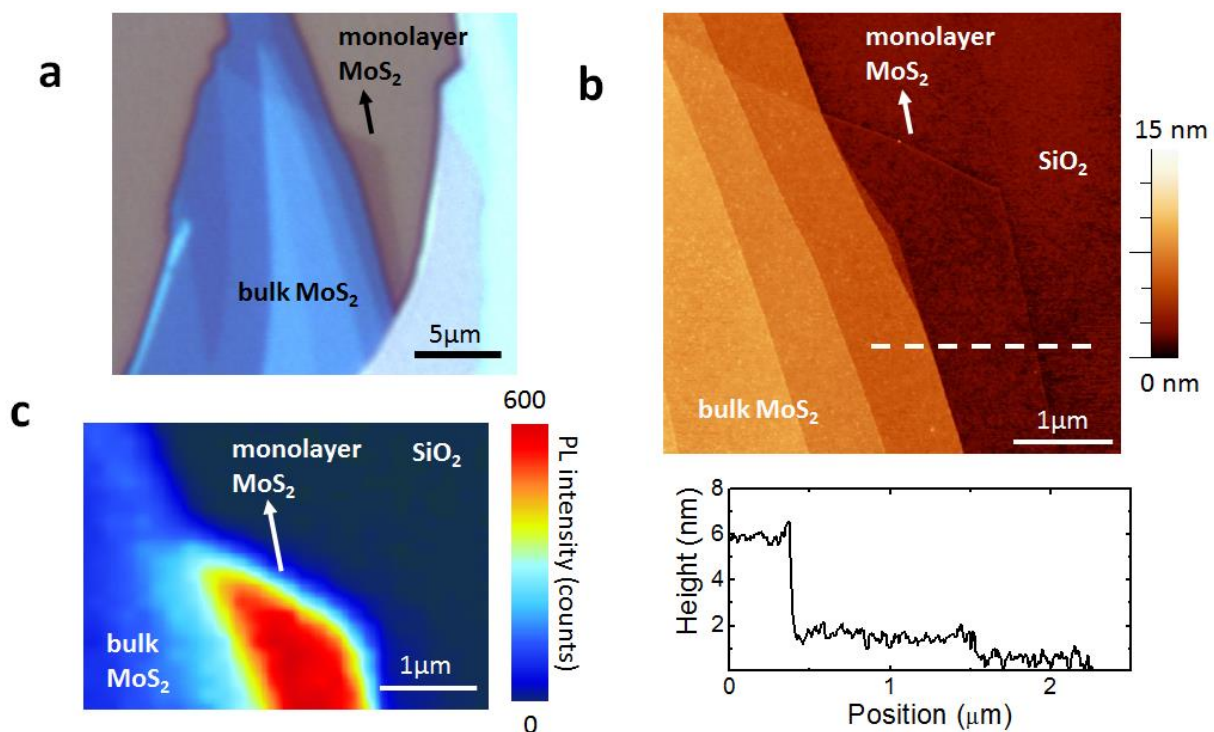 a
monolayer
MoS₂
bulk MoS₂
5μm
b
monolayer
MoS₂
SiO₂
bulk MoS₂
1μm
15 nm
0 nm
8
6
4
2
Height (nm)
0
1
2
Position (μm)
c
monolayer
MoS₂
SiO₂
bulk
MoS₂
1μm
600
PL intensity (counts)
0